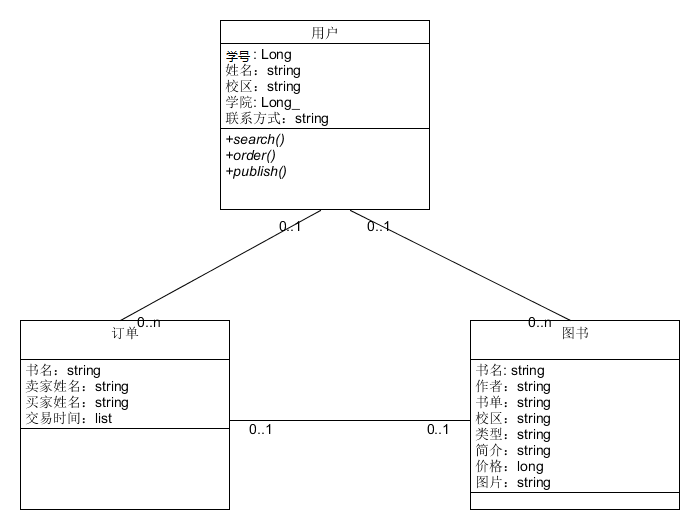 用户
学号: Long
姓名：string
校区：string
学院: Long_
联系方式：string
+search()
+order()
+publish()
0..1
0..1
0..n
0..n
订单
书名：string
卖家姓名：string
买家姓名：string
交易时间：list
图书
书名: string
作者：string
书单：string
校区：string
类型：string
简介：string
价格：long
图片：string
0..1
0..1